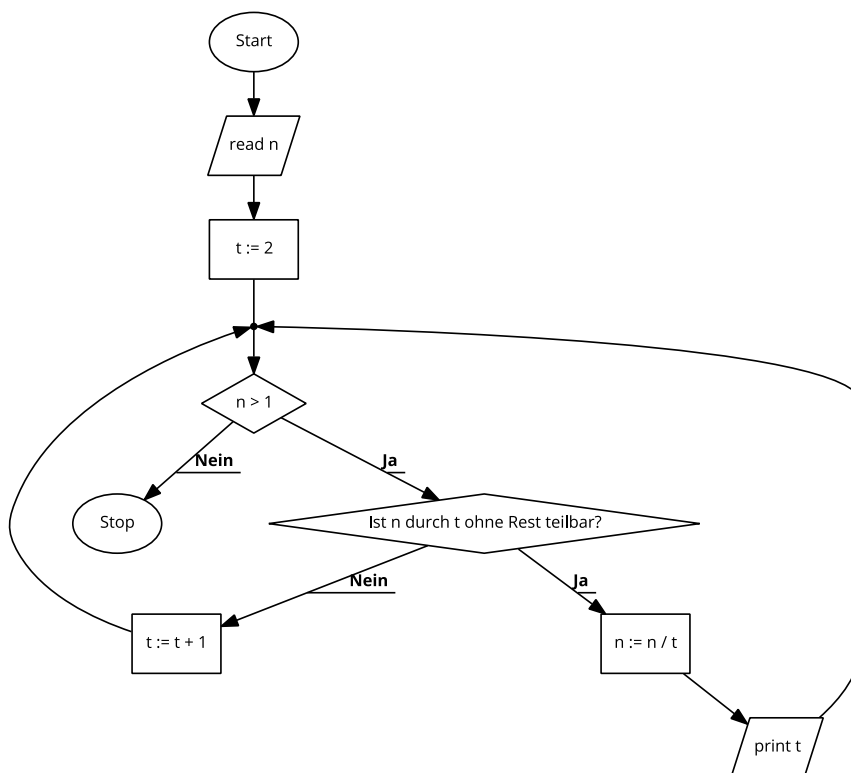 Start
read n
t := 2
n > 1
Nein
Ja
Stop
Ist n durch t ohne Rest teilbar?
Nein
Ja
t := t + 1
n := n / t
print t